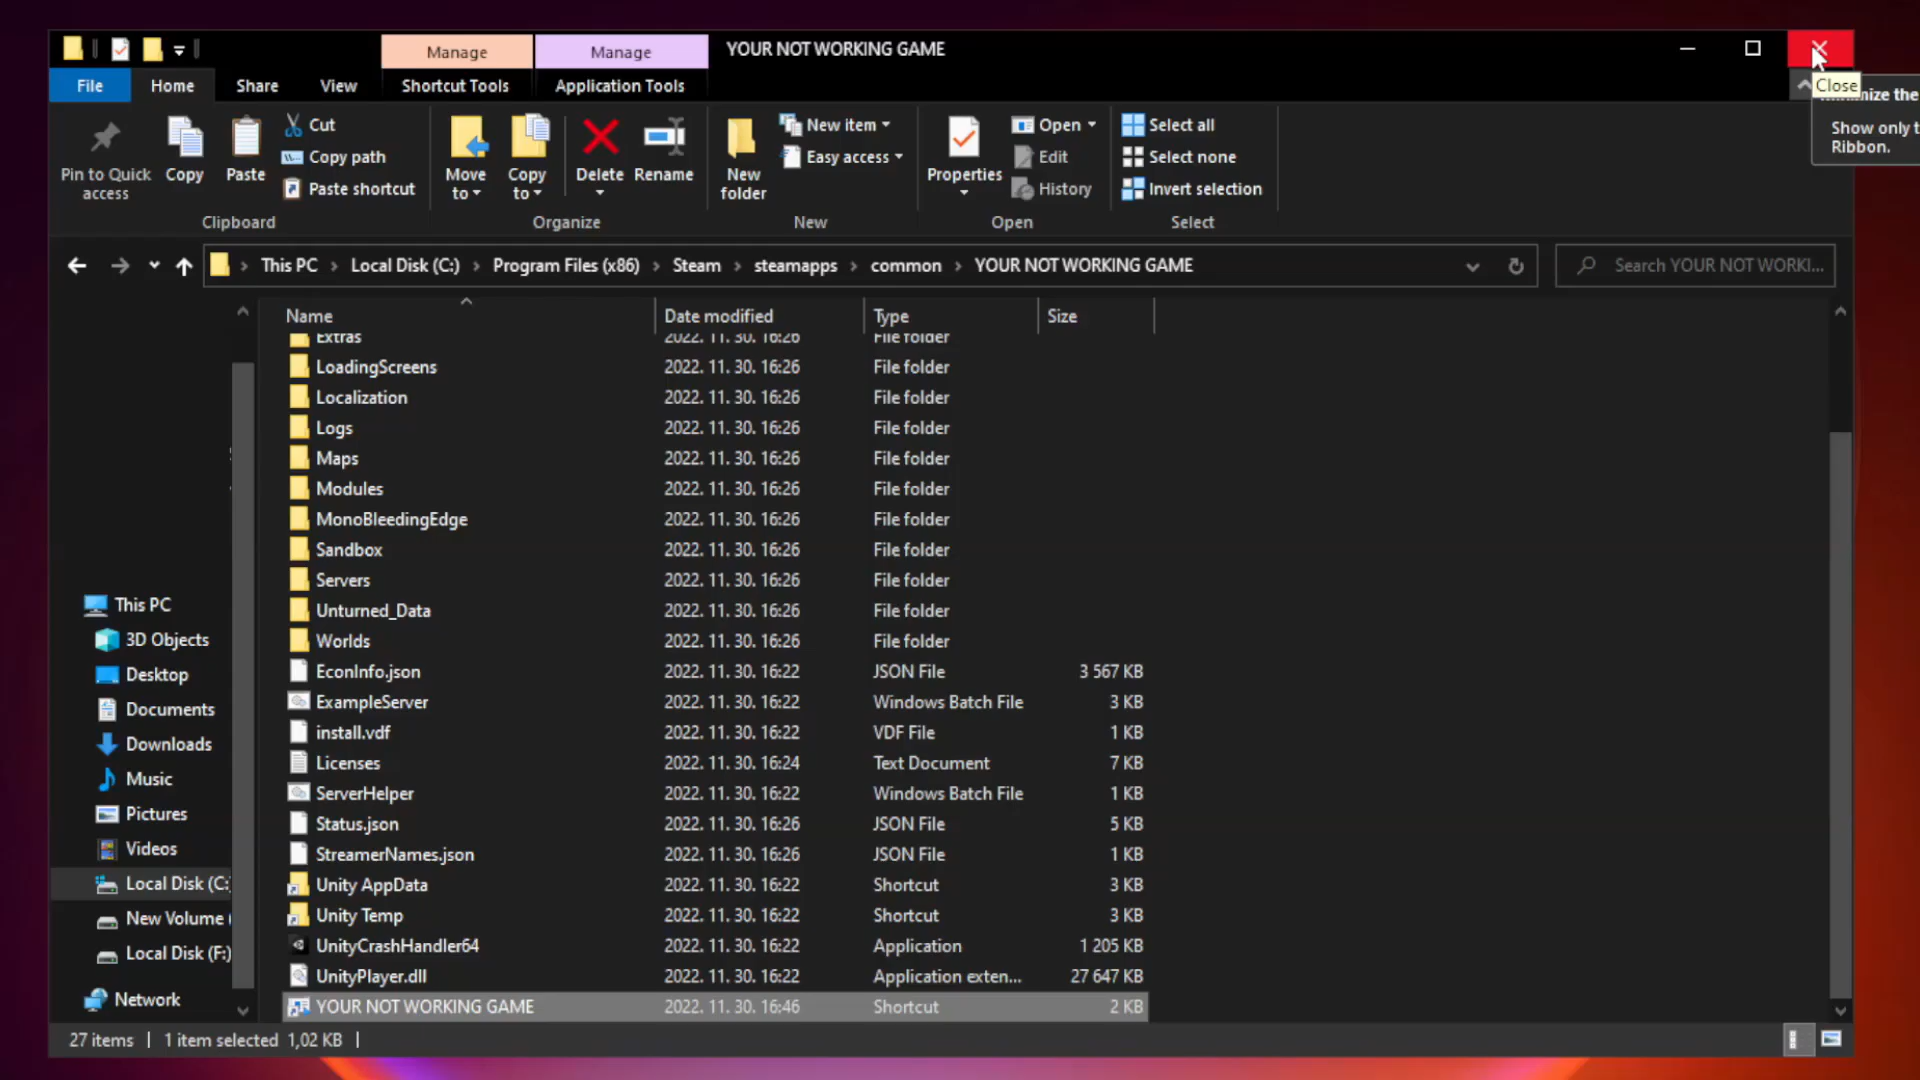 Manage
Manage
YOUR NOT WORKING GAME
File
Home
Share
View
Shortcut Tools
Application Tools
Close
the
Show only t
Ribbon.
Pin to Quick access
Copy
Paste
Cut
Copy path
Paste shortcut
Clipboard
Move to
Copy to
Delete
Rename
Organize
New folder
New item
Easy access
New
Properties
Open
Edit
History
Open
Select all
Select none
Invert selection
Select
This PC
Local Disk (C:)
Program Files (x86)
Steam
steamapps
common
YOUR NOT WORKING GAME
Search YOUR NOT WORKI...
Name Date modified Type Size
Extras 2022. 11. 30. 16:26 File folder
LoadingScreens 2022. 11. 30. 16:26 File folder
Localization 2022. 11. 30. 16:26 File folder
Logs 2022. 11. 30. 16:26 File folder
Maps 2022. 11. 30. 16:26 File folder
Modules 2022. 11. 30. 16:26 File folder
MonoBleedingEdge 2022. 11. 30. 16:26 File folder
Sandbox 2022. 11. 30. 16:26 File folder
Servers 2022. 11. 30. 16:26 File folder
Unturned_Data 2022. 11. 30. 16:26 File folder
Worlds 2022. 11. 30. 16:26 File folder
EconInfo.json 2022. 11. 30. 16:22 JSON File 3 567 KB
ExampleServer 2022. 11. 30. 16:22 Windows Batch File 3 KB
install.vdf 2022. 11. 30. 16:22 VDF File 1 KB
Licenses 2022. 11. 30. 16:24 Text Document 7 KB
ServerHelper 2022. 11. 30. 16:22 Windows Batch File 1 KB
Status.json 2022. 11. 30. 16:26 JSON File 5 KB
StreamerNames.json 2022. 11. 30. 16:26 JSON File 1 KB
Unity AppData 2022. 11. 30. 16:22 Shortcut 3 KB
Unity Temp 2022. 11. 30. 16:22 Shortcut 3 KB
UnityCrashHandler64 2022. 11. 30. 16:22 Application 1 205 KB
UnityPlayer.dll 2022. 11. 30. 16:22 Application exten... 27 647 KB
YOUR NOT WORKING GAME 2022. 11. 30. 16:46 Shortcut 2 KB
This PC
3D Objects
Desktop
Documents
Downloads
Music
Pictures
Videos
Local Disk (C:
New Volume (
Local Disk (F:)
Network
27 items
1 item selected 1,02 KB